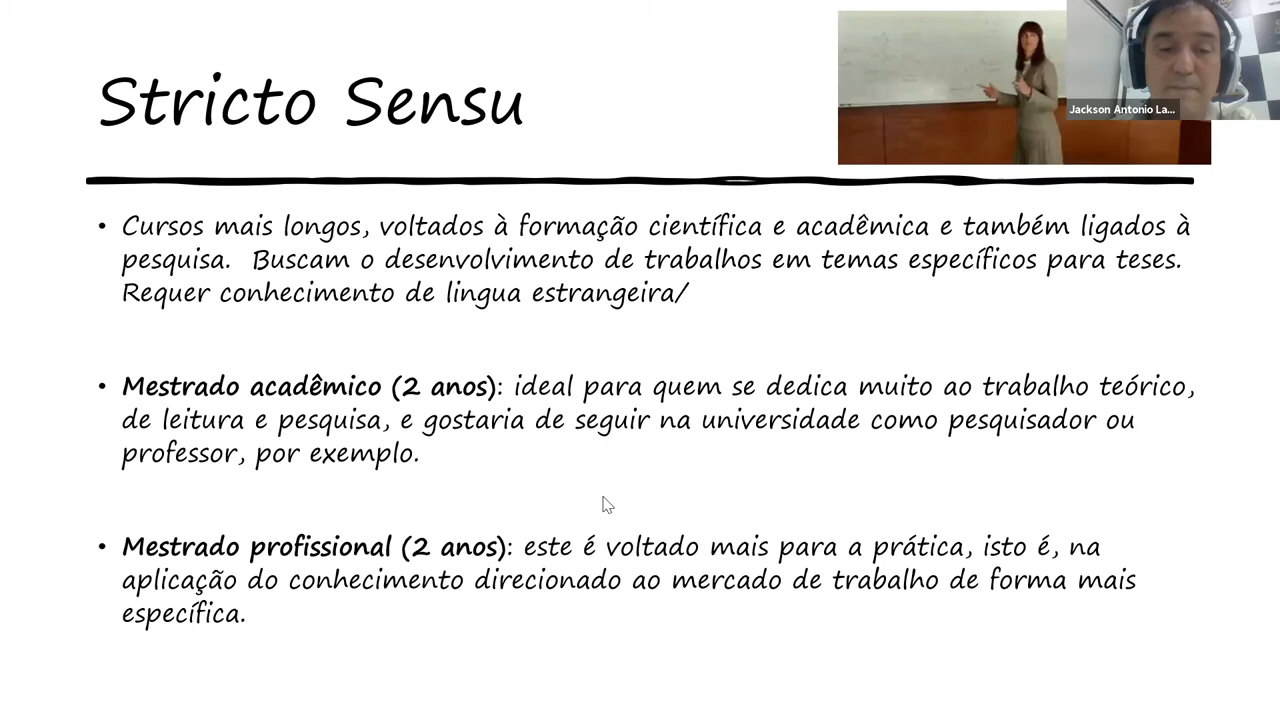 Stricto Sensu
Jackson Antonio La...
• Cursos mais longos, voltados à formação científica e acadêmica e também ligados à
pesquisa.  Buscam o desenvolvimento de trabalhos em temas específicos para teses.
Requer conhecimento de lingua estrangeira/
• Mestrado acadêmico (2 anos): ideal para quem se dedica muito ao trabalho teórico,
de leitura e pesquisa, e gostaria de seguir na universidade como pesquisador ou
professor, por exemplo.
• Mestrado profissional (2 anos): este é voltado mais para a prática, isto é, na
aplicação do conhecimento direcionado ao mercado de trabalho de forma mais
específica.